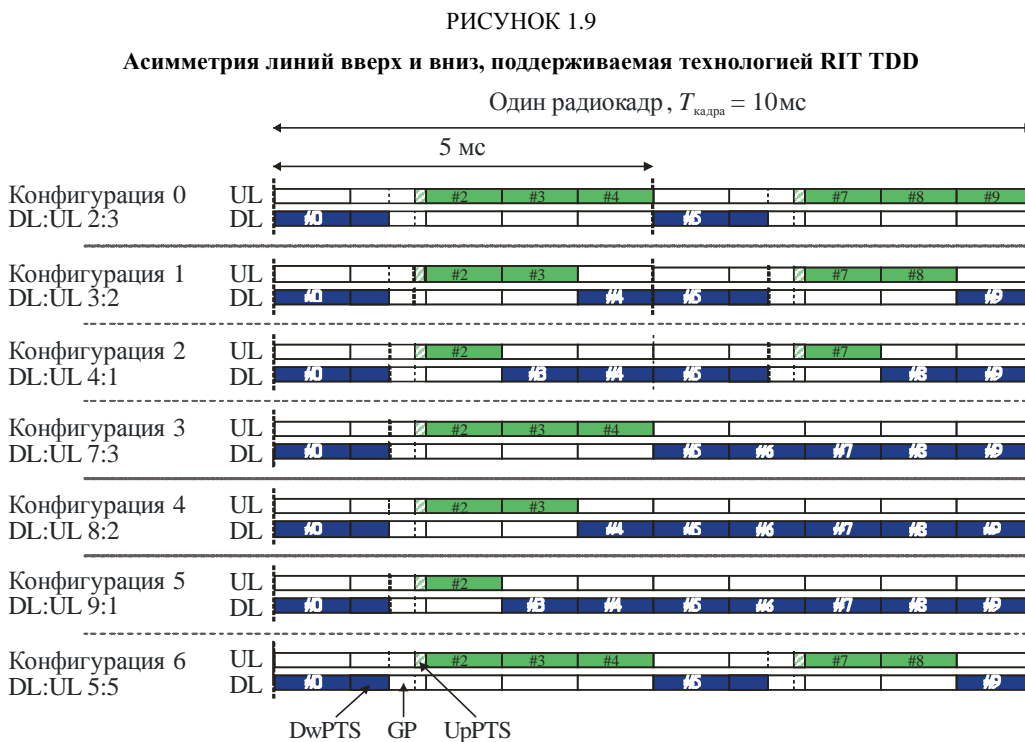 РИСУНОК 1.9
Асимметрия линий вверх и вниз, поддерживаемая технологией RIT TDD
Один радиокадр, Tкадра = 10 мс
5 мс
Конфигурация 0 UL #2 #3 #4 #7 #8 #9
DL:UL 2:3 DL #0 #5
Конфигурация 1 UL #2 #3 #7 #8
DL:UL 3:2 DL #0 #4 #5 #9
Конфигурация 2 UL #2 #7
DL:UL 4:1 DL #0 #3 #4 #5 #8 #9
Конфигурация 3 UL #2 #3 #4
DL:UL 7:3 DL #0 #5 #6 #7 #8 #9
Конфигурация 4 UL #2 #3
DL:UL 8:2 DL #0 #4 #5 #6 #7 #8 #9
Конфигурация 5 UL #2
DL:UL 9:1 DL #0 #3 #4 #5 #6 #7 #8 #9
Конфигурация 6 UL #2 #3 #4 #7 #8
DL:UL 5:5 DL #0 #5 #9
DwPTS GP UpPTS